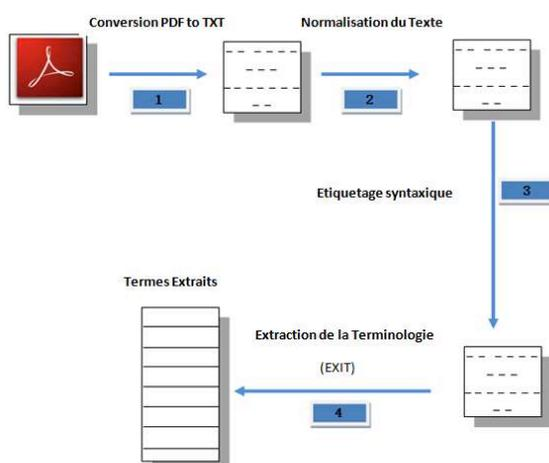 Conversion PDF to TXT
Normalisation du Texte
1
2
Etiquetage syntaxique
3
Termes Extraits
Extraction de la Terminologie
(EXIT)
4